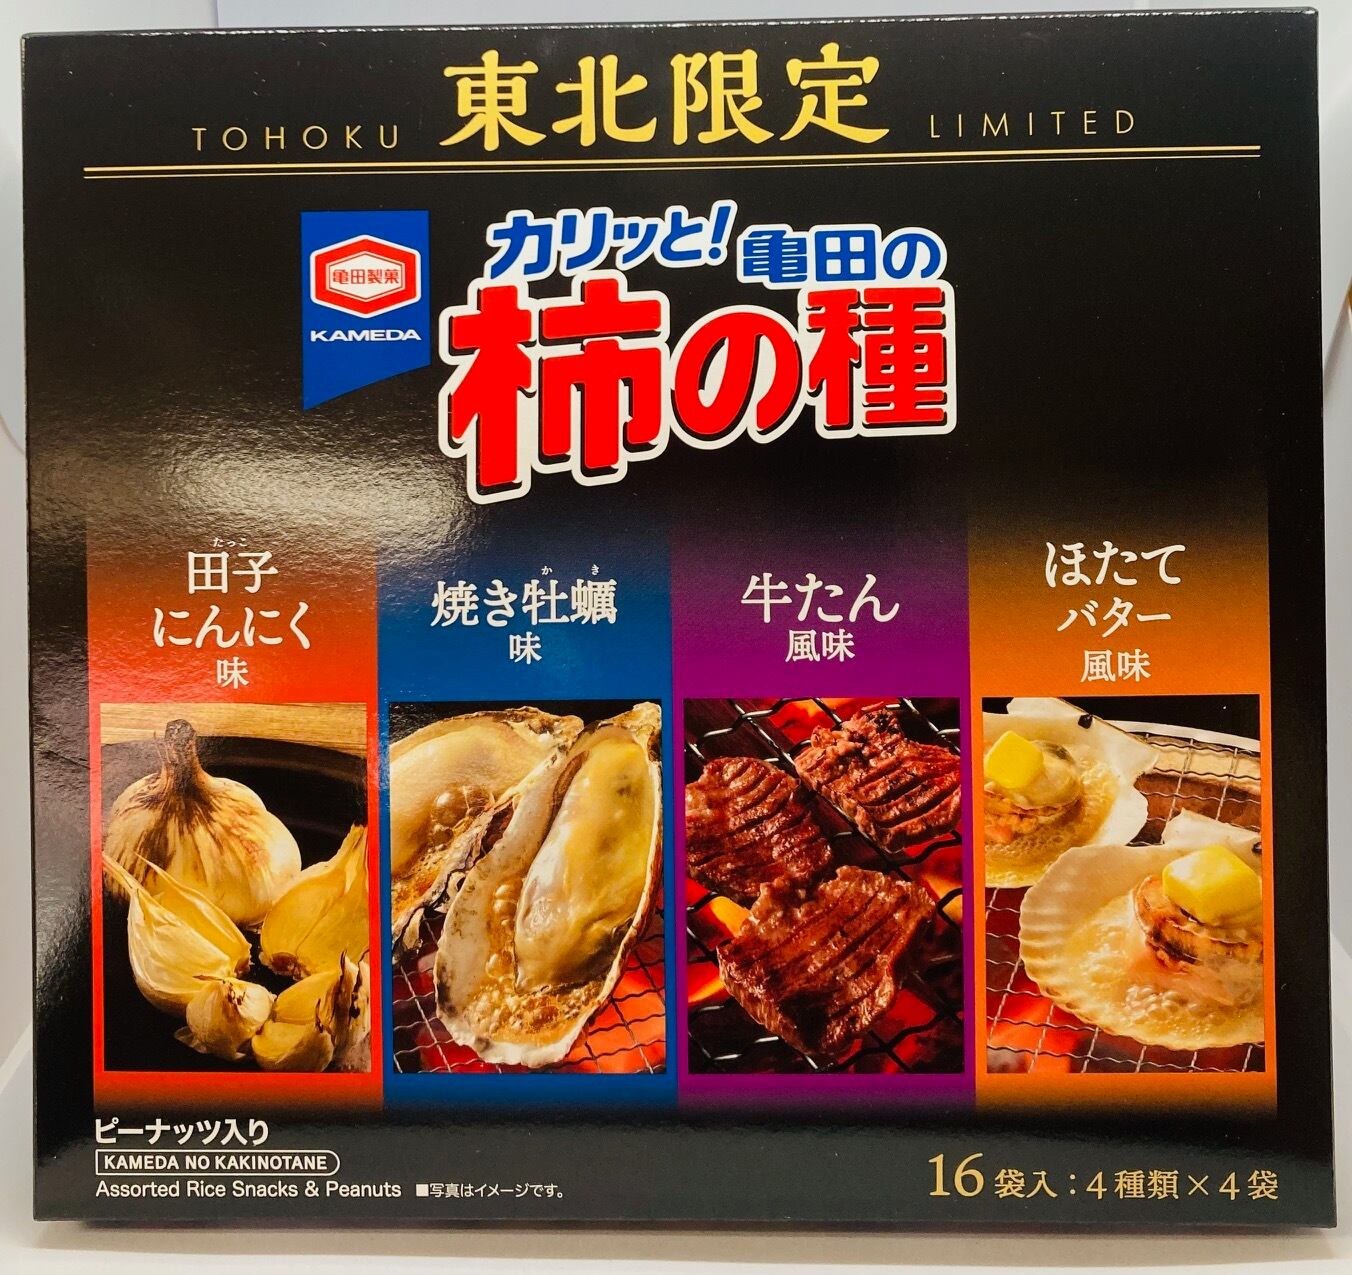 TOHOKU 東北限定 LIMITED
亀田製菓
KAMEDA
カリッと! 亀田の
柿の種
たっこ
田子
にんにく
味
かき
焼き牡蠣
味
牛たん
風味
ほたて
バター
風味
ピーナッツ入り
KAMEDA NO KAKINOTANE
Assorted Rice Snacks & Peanuts ■写真はイメージです。
16袋入:4種類×4袋